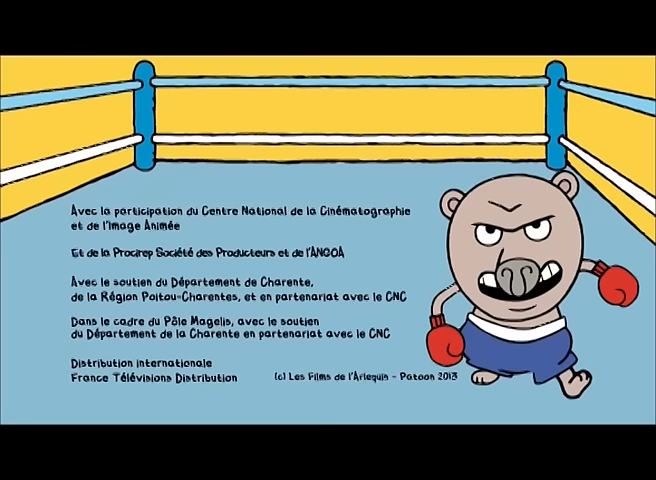 Avec la participation du Centre National de la Cinématographie
et de l'Image Animée
Et de la Procirep Société des Producteurs et de l'ANGOA
Avec le soutien du Département de Charente,
de la Région Poitou-Charentes, et en partenariat avec le CNC
Dans le cadre du Pôle Magelis, avec le soutien
du Département de la Charente en partenariat avec le CNC
Distribution internationale
France Télévisions Distribution
(c) Les Films de l'Arlequin - Patoon 2013